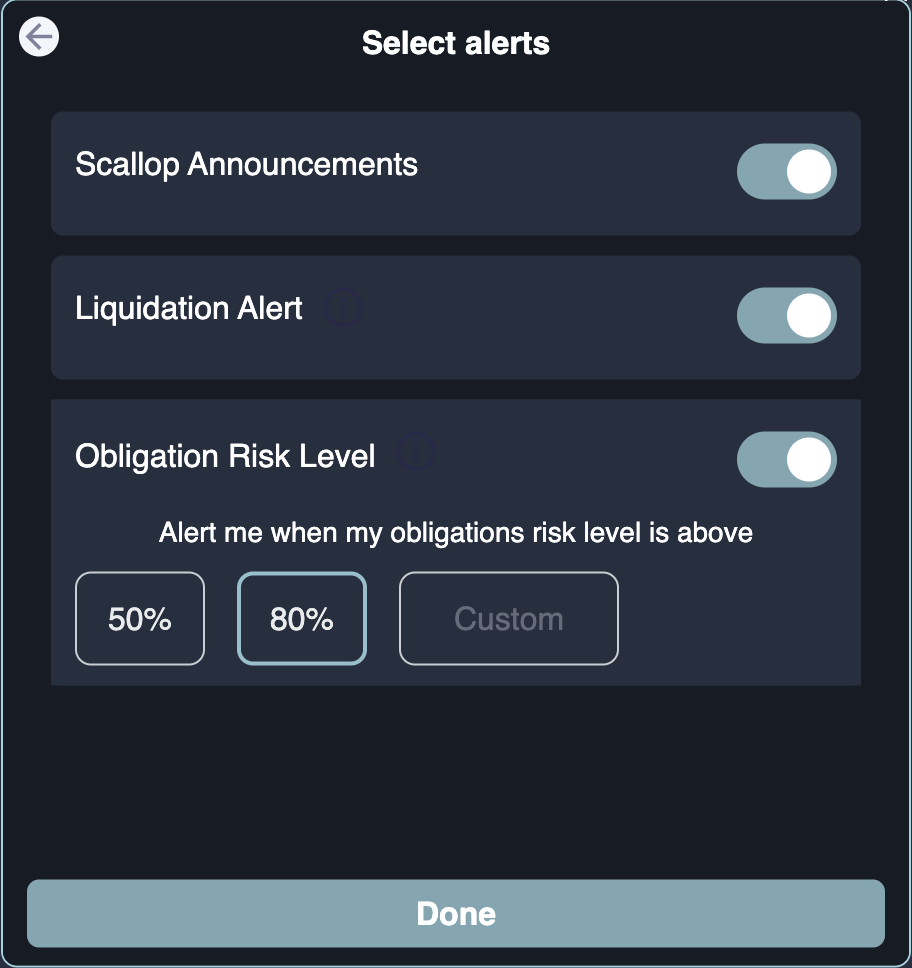 Select alerts
Scallop Announcements
Liquidation Alert
Obligation Risk Level
Alert me when my obligations risk level is above
50% 80% Custom
Done